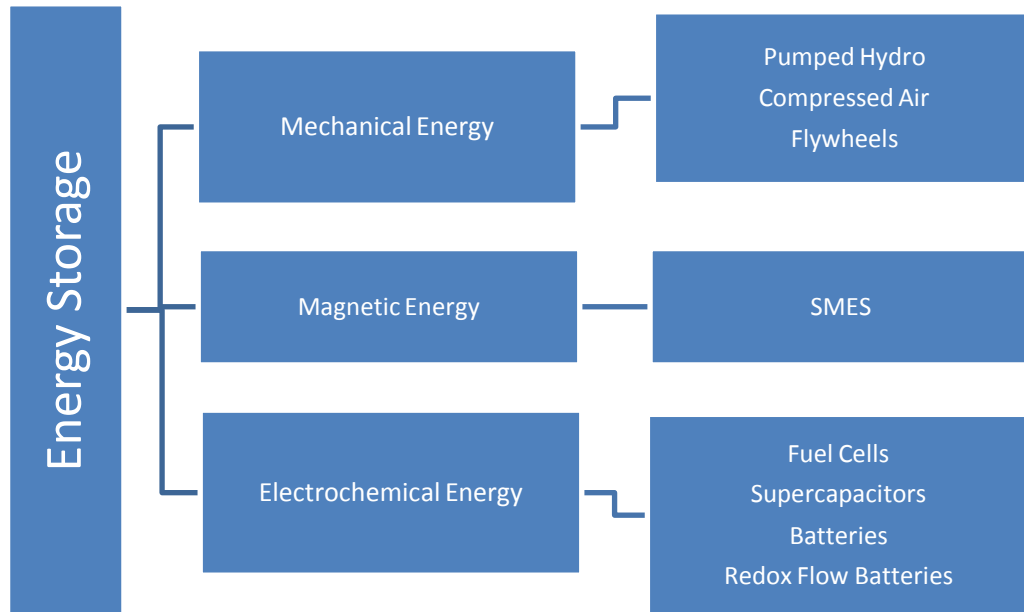 Energy Storage
Mechanical Energy
Pumped Hydro
Compressed Air
Flywheels
Magnetic Energy
SMES
Electrochemical Energy
Fuel Cells
Supercapacitors
Batteries
Redox Flow Batteries